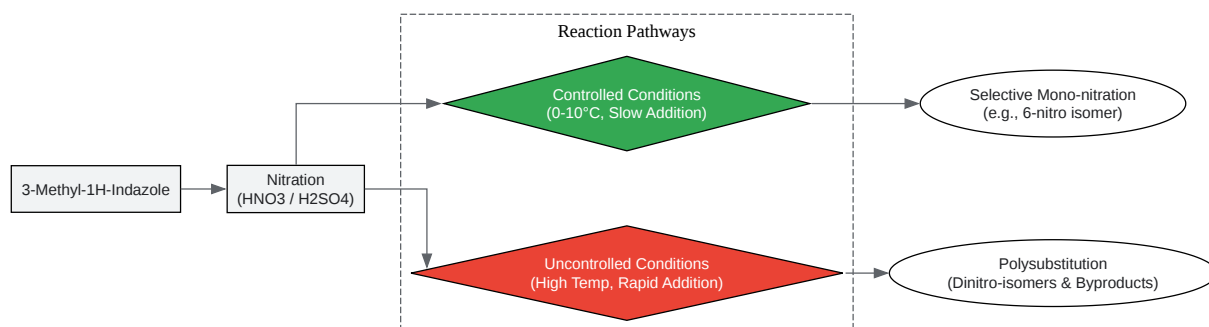 Reaction Pathways
Controlled Conditions
(0-10°C, Slow Addition)
Selective Mono-nitration
(e.g., 6-nitro isomer)
3-Methyl-1H-Indazole
Nitration
(HNO3 / H2SO4)
Uncontrolled Conditions
(High Temp, Rapid Addition)
Polysubstitution
(Dinitro-isomers & Byproducts)